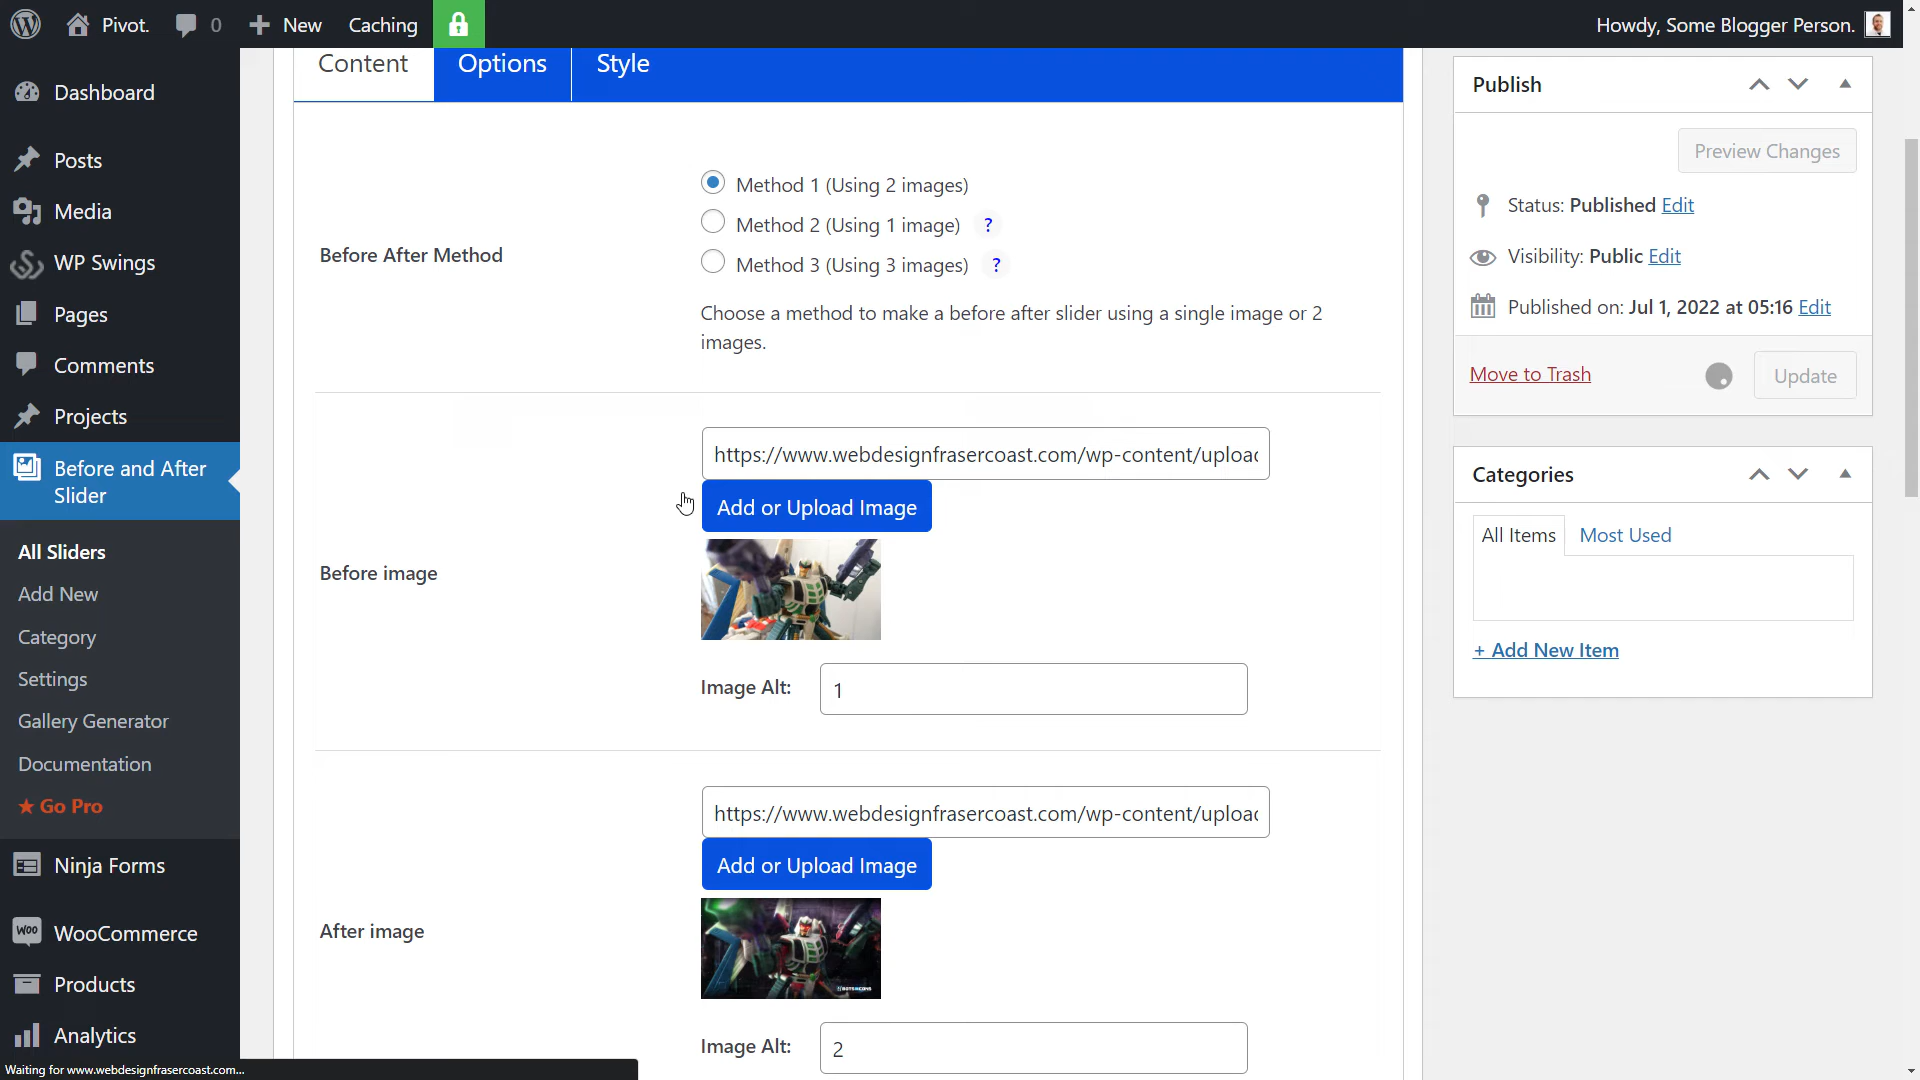 Pivot.
0
New
Caching
Howdy, Some Blogger Person.
Dashboard
Posts
Media
WP Swings
Pages
Comments
Projects
Before and After
Slider
All Sliders
Add New
Category
Settings
Gallery Generator
Documentation
★ Go Pro
Ninja Forms
WooCommerce
Products
Analytics
Waiting for www.webdesignfrasercoast.com...
Content
Options
Style
Before After Method
Method 1 (Using 2 images)
Method 2 (Using 1 image) ?
Method 3 (Using 3 images) ?
Choose a method to make a before after slider using a single image or 2
images.
Before image
https://www.webdesignfrasercoast.com/wp-content/uploac
Add or Upload Image
Image Alt: 1
After image
https://www.webdesignfrasercoast.com/wp-content/uploac
Add or Upload Image
Image Alt: 2
Publish
Preview Changes
Status: Published Edit
Visibility: Public Edit
Published on: Jul 1, 2022 at 05:16 Edit
Move to Trash
Update
Categories
All Items
Most Used
+ Add New Item